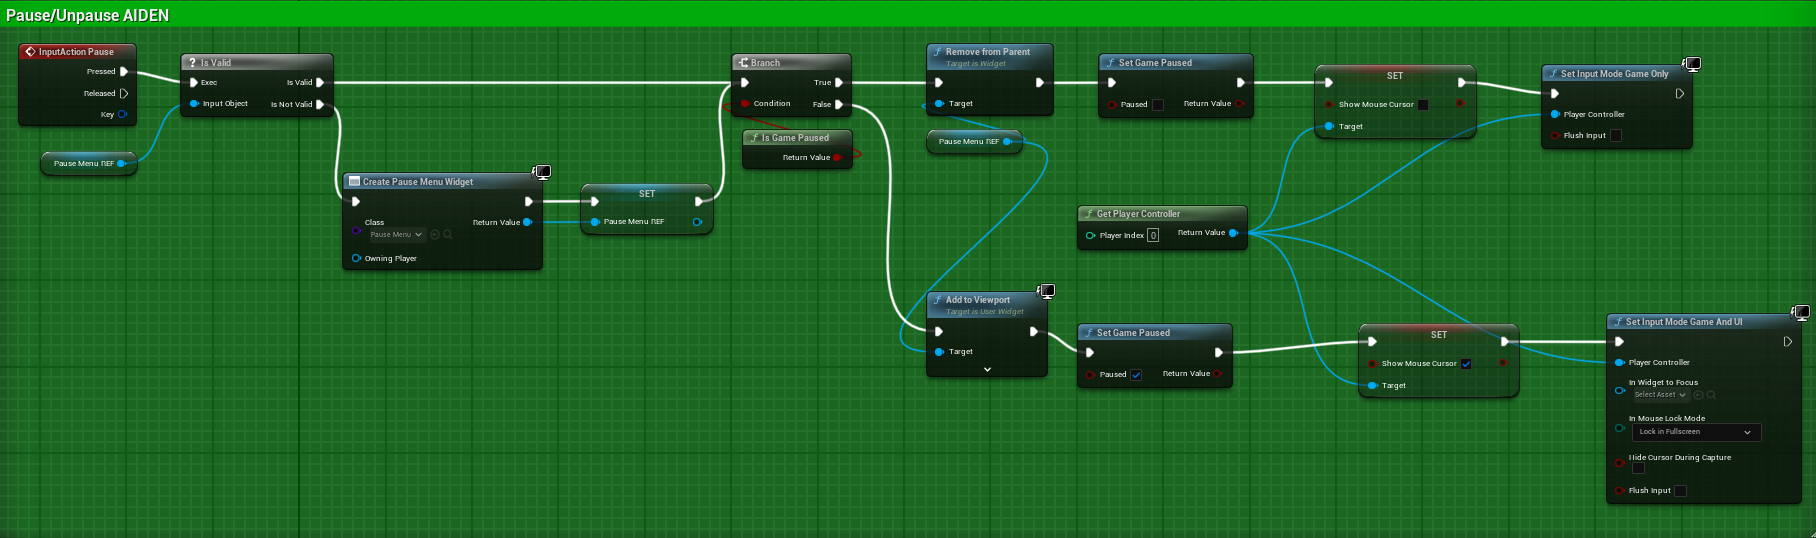 Pause/Unpause AIDEN
InputAction Pause
Pressed
Released
Key
Pause Menu REF
? Is Valid
Exec
Is Valid
Input Object
Is Not Valid
Create Pause Menu Widget
Class
Return Value
Pause Menu
Owning Player
SET
Pause Menu REF
Branch
True
Condition
False
f Is Game Paused
Return Value
f Remove from Parent
Target is Widget
Target
Pause Menu REF
f Set Game Paused
Paused
Return Value
SET
Show Mouse Cursor
Target
f Set Input Mode Game Only
Player Controller
Flush Input
f Get Player Controller
Player Index 0
Return Value
f Add to Viewport
Target is User Widget
Target
f Set Game Paused
Paused
Return Value
SET
Show Mouse Cursor
Target
f Set Input Mode Game And UI
Player Controller
In Widget to Focus
Select Asset
In Mouse Lock Mode
Lock in Fullscreen
Hide Cursor During Capture
Flush Input